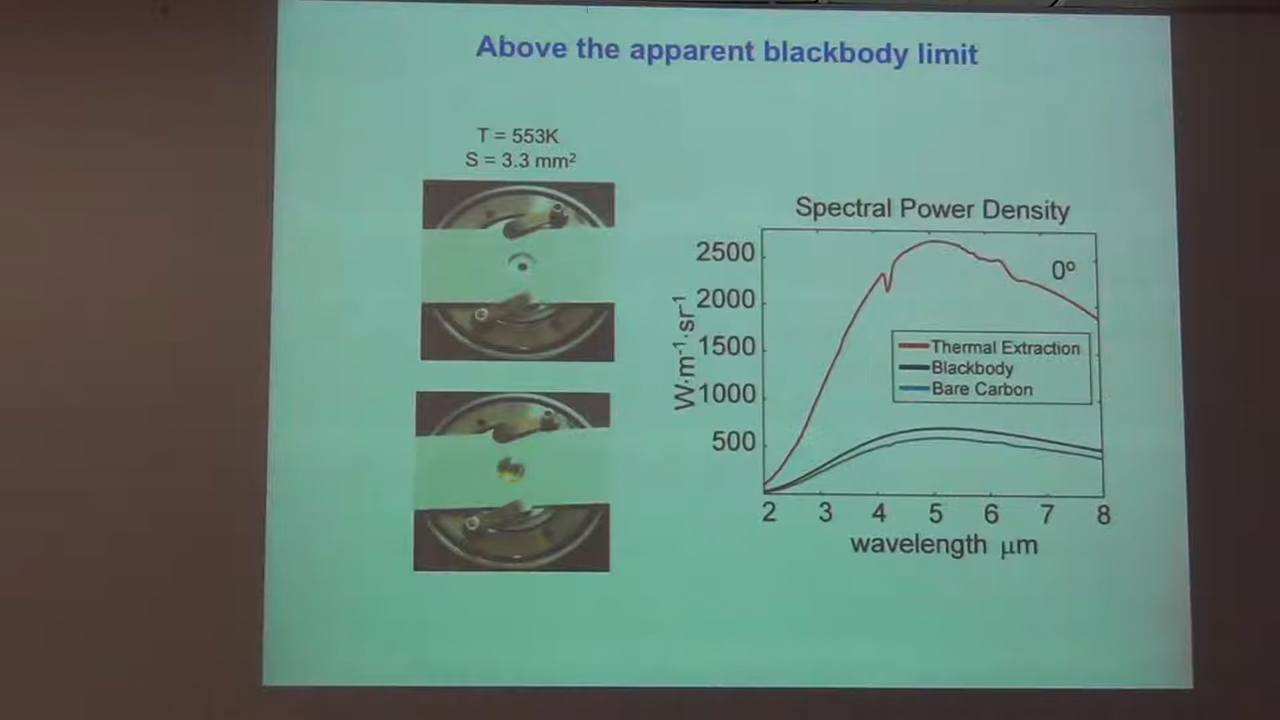 Above the apparent blackbody limit
T = 553K
S = 3.3 mm²
Spectral Power Density
2500
2000
1500
1000
500
W·m⁻¹·sr⁻¹
0º
Thermal Extraction
Blackbody
Bare Carbon
2 3 4 5 6 7 8
wavelength μm